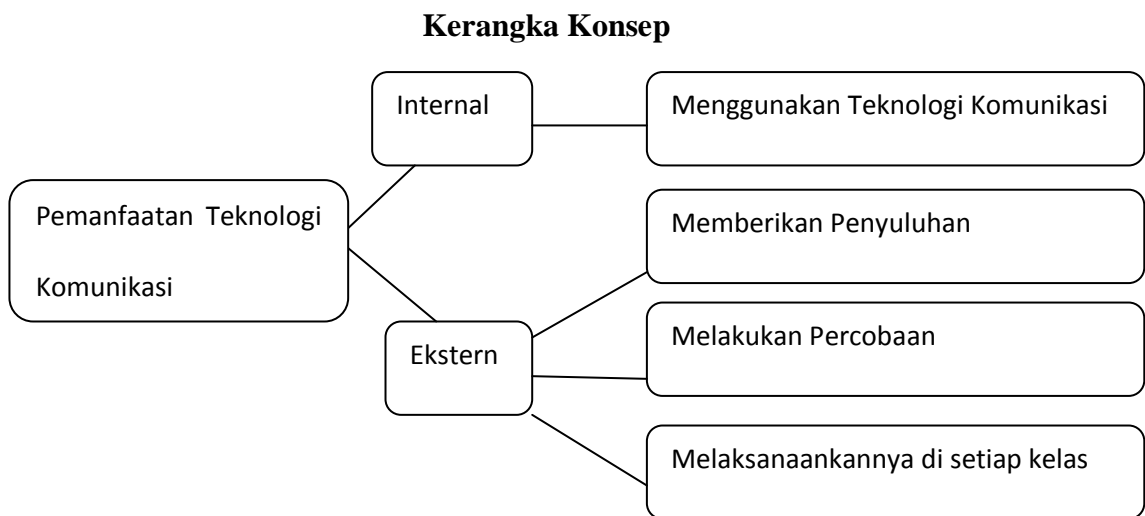 Kerangka Konsep
Internal
Menggunakan Teknologi Komunikasi
Pemanfaatan Teknologi
Komunikasi
Memberikan Penyuluhan
Ekstern
Melakukan Percobaan
Melaksanaankannya di setiap kelas